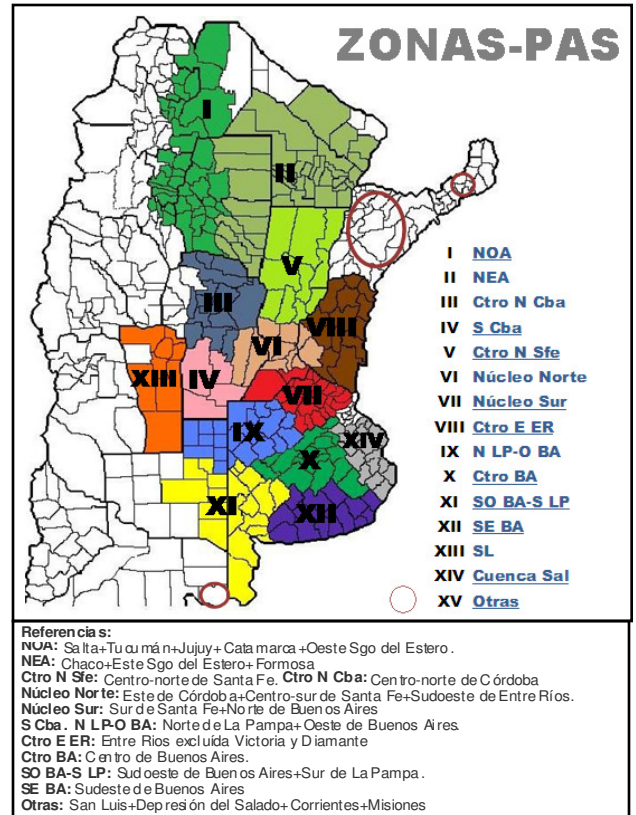 ZONAS-PAS
I
II
III
V
VIII
VI
XIII
IV
VII
IX
XIV
X
XI
XII
I NOA
II NEA
III Ctro N Cba
IV S Cba
V Ctro N Sfe
VI Núcleo Norte
VII Núcleo Sur
VIII Ctro E ER
IX N LP-O BA
X Ctro BA
XI SO BA-S LP
XII SE BA
XIII SL
XIV Cuenca Sal
XV Otras
Referencias:
NOA: Salta+Tucumán+Jujuy+Catamarca+Oeste Sgo del Estero.
NEA: Chaco+Este Sgo del Estero+Formosa
Ctro N Sfe: Centro-norte de Santa Fe. Ctro N Cba: Centro-norte de Córdoba
Núcleo Norte: Este de Córdoba+Centro-sur de Santa Fe+Sudoeste de Entre Ríos.
Núcleo Sur: Sur de Santa Fe+Norte de Buenos Aires
S Cba. N LP-O BA: Norte de La Pampa+Oeste de Buenos Aires.
Ctro E ER: Entre Rios excluída Victoria y Diamante
Ctro BA: Centro de Buenos Aires.
SO BA-S LP: Sudoeste de Buenos Aires+Sur de La Pampa.
SE BA: Sudeste de Buenos Aires
Otras: San Luis+Depresión del Salado+Corrientes+Misiones